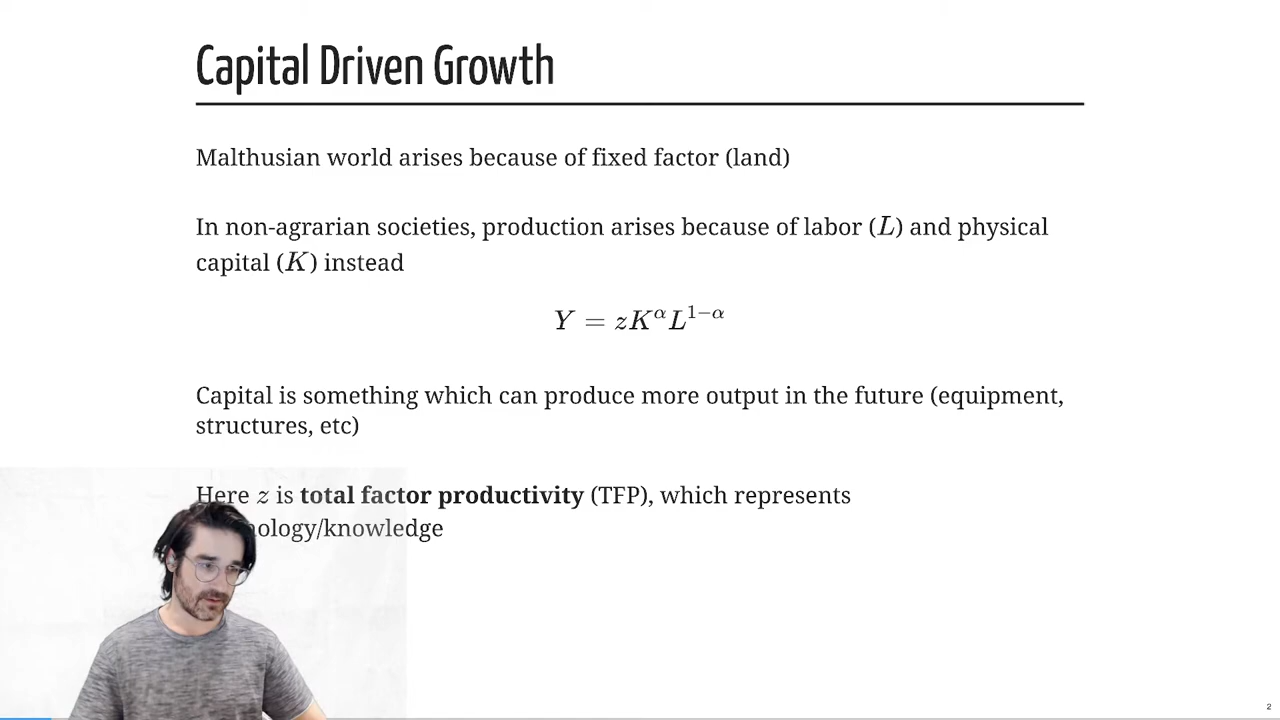 Capital Driven Growth
Malthusian world arises because of fixed factor (land)
In non-agrarian societies, production arises because of labor (L) and physical
capital (K) instead
Y = zK^α L^{1−α}
Capital is something which can produce more output in the future (equipment,
structures, etc)
Here z is total factor productivity (TFP), which represents
nology/knowledge
2